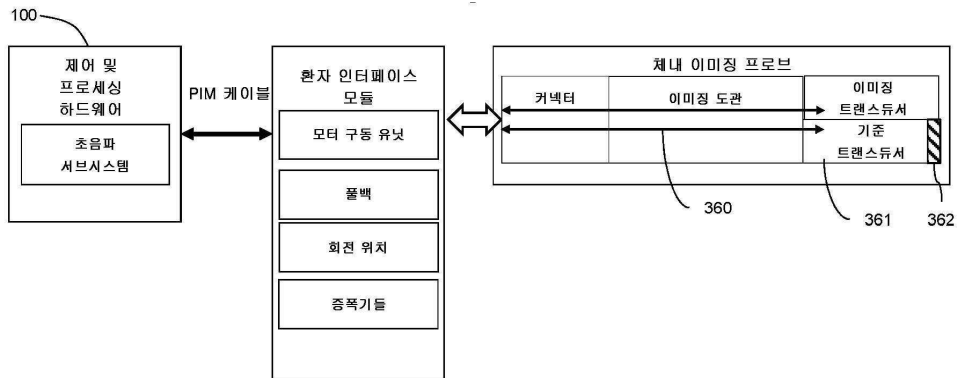 100
제어 및
프로세싱
하드웨어
초음파
서브시스템
PIM 케이블
환자 인터페이스
모듈
모터 구동 유닛
풀백
회전 위치
증폭기들
체내 이미징 프로브
커넥터
이미징 도관
이미징
트랜스듀서
기준
트랜스듀서
360
361
362